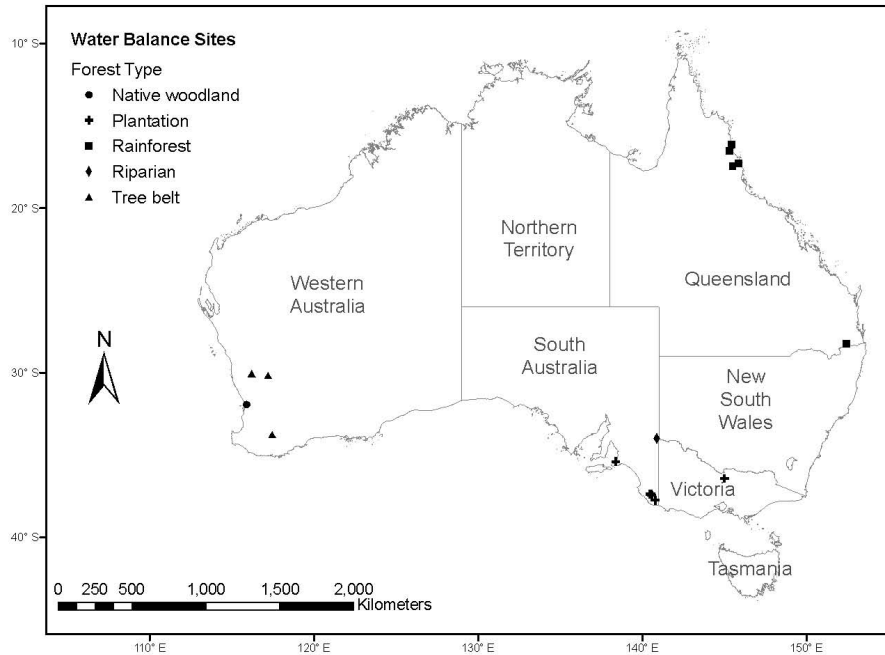 Water Balance Sites
Forest Type
Native woodland
Plantation
Rainforest
Riparian
Tree belt
10° S
20° S
30° S
40° S
N
Western
Australia
Northern
Territory
Queensland
South
Australia
New
South
Wales
Victoria
Tasmania
0 250 500 1,000 1,500 2,000
Kilometers
110° E 120° E 130° E 140° E 150° E